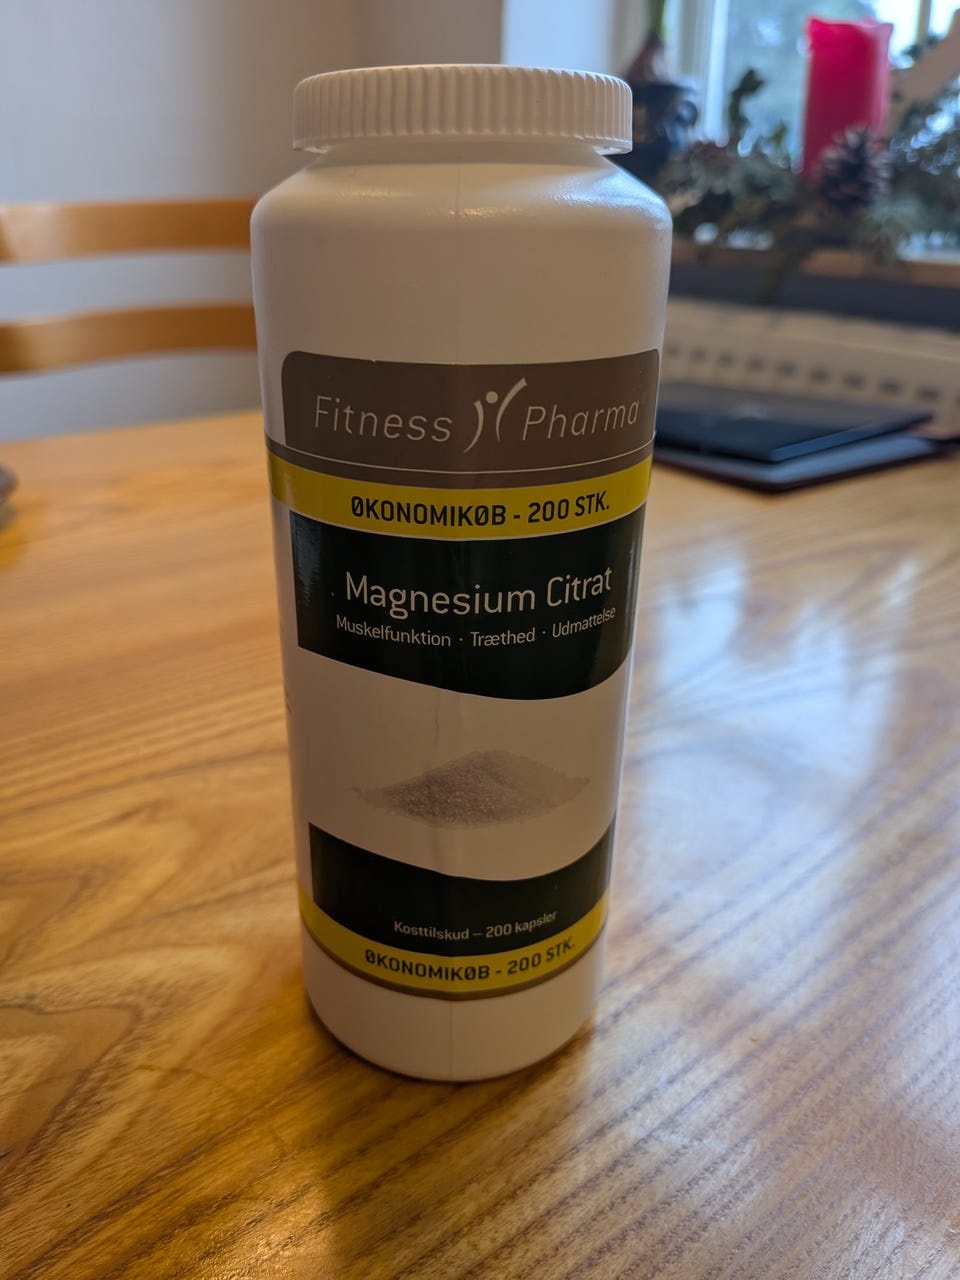 Fitness Pharma
ØKONOMIKØB - 200 STK.
Magnesium Citrat
Muskelfunktion · Træthed · Udmattelse
Kosttilskud – 200 kapsler
ØKONOMIKØB - 200 STK.